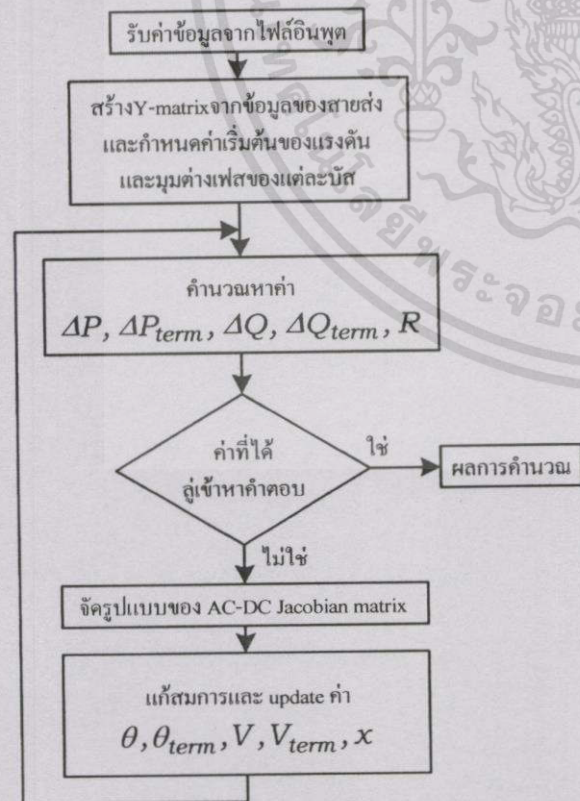 รับค่าข้อมูลจากไฟล์อินพุต
สร้างY-matrixจากข้อมูลของสายส่ง
และกำหนดค่าเริ่มต้นของแรงดัน
และมุมต่างเฟสของแต่ละบัส
คำนวณหาค่า
ΔP, ΔP_term, ΔQ, ΔQ_term, R
ค่าที่ได้
ลู่เข้าหาคำตอบ
ใช่
ผลการคำนวณ
ไม่ใช่
จัดรูปแบบของ AC-DC Jacobian matrix
แก้สมการและ update ค่า
θ, θ_term, V, V_term, x